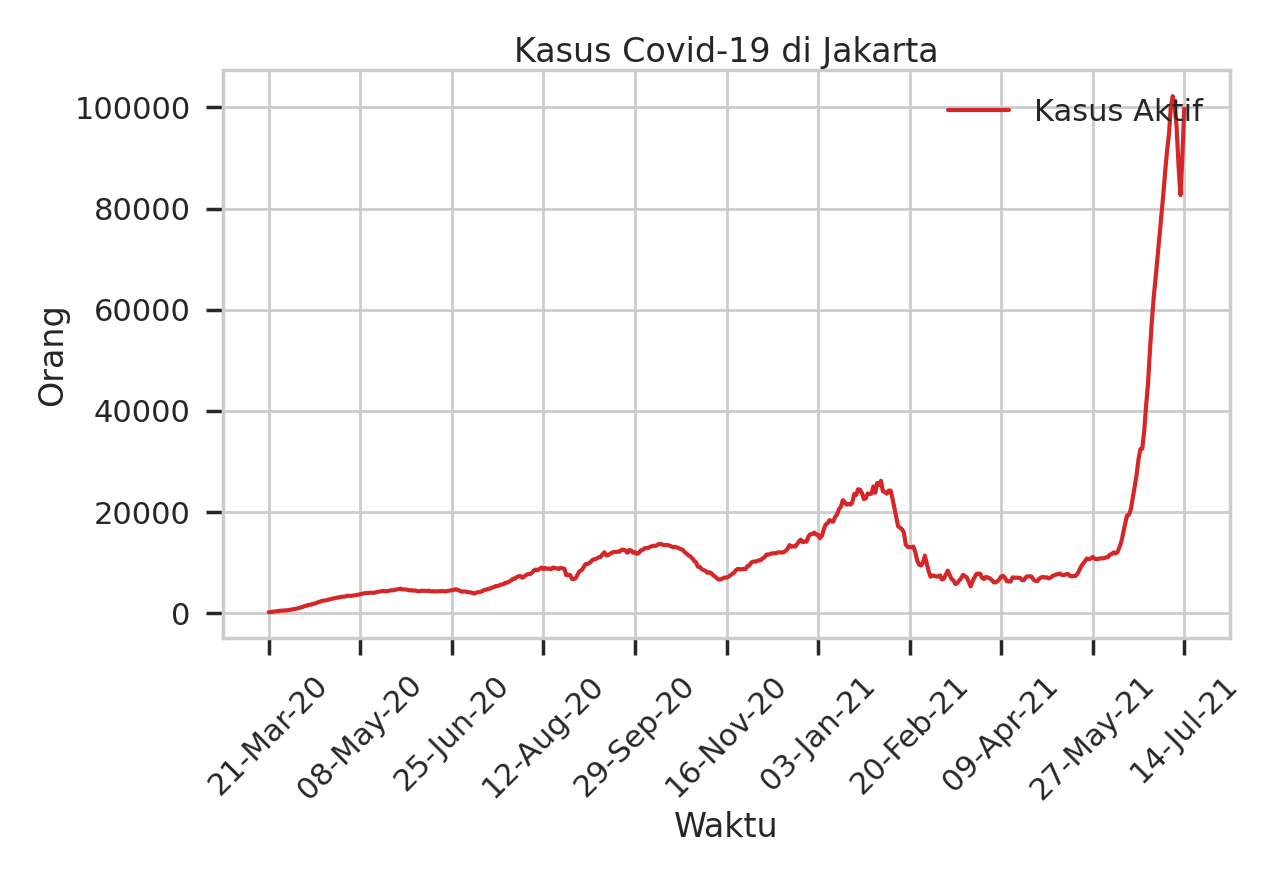 Kasus Covid-19 di Jakarta
Kasus Aktif
100000
80000
60000
40000
20000
0
Orang
21-Mar-20
08-May-20
25-Jun-20
12-Aug-20
29-Sep-20
16-Nov-20
03-Jan-21
20-Feb-21
09-Apr-21
27-May-21
14-Jul-21
Waktu